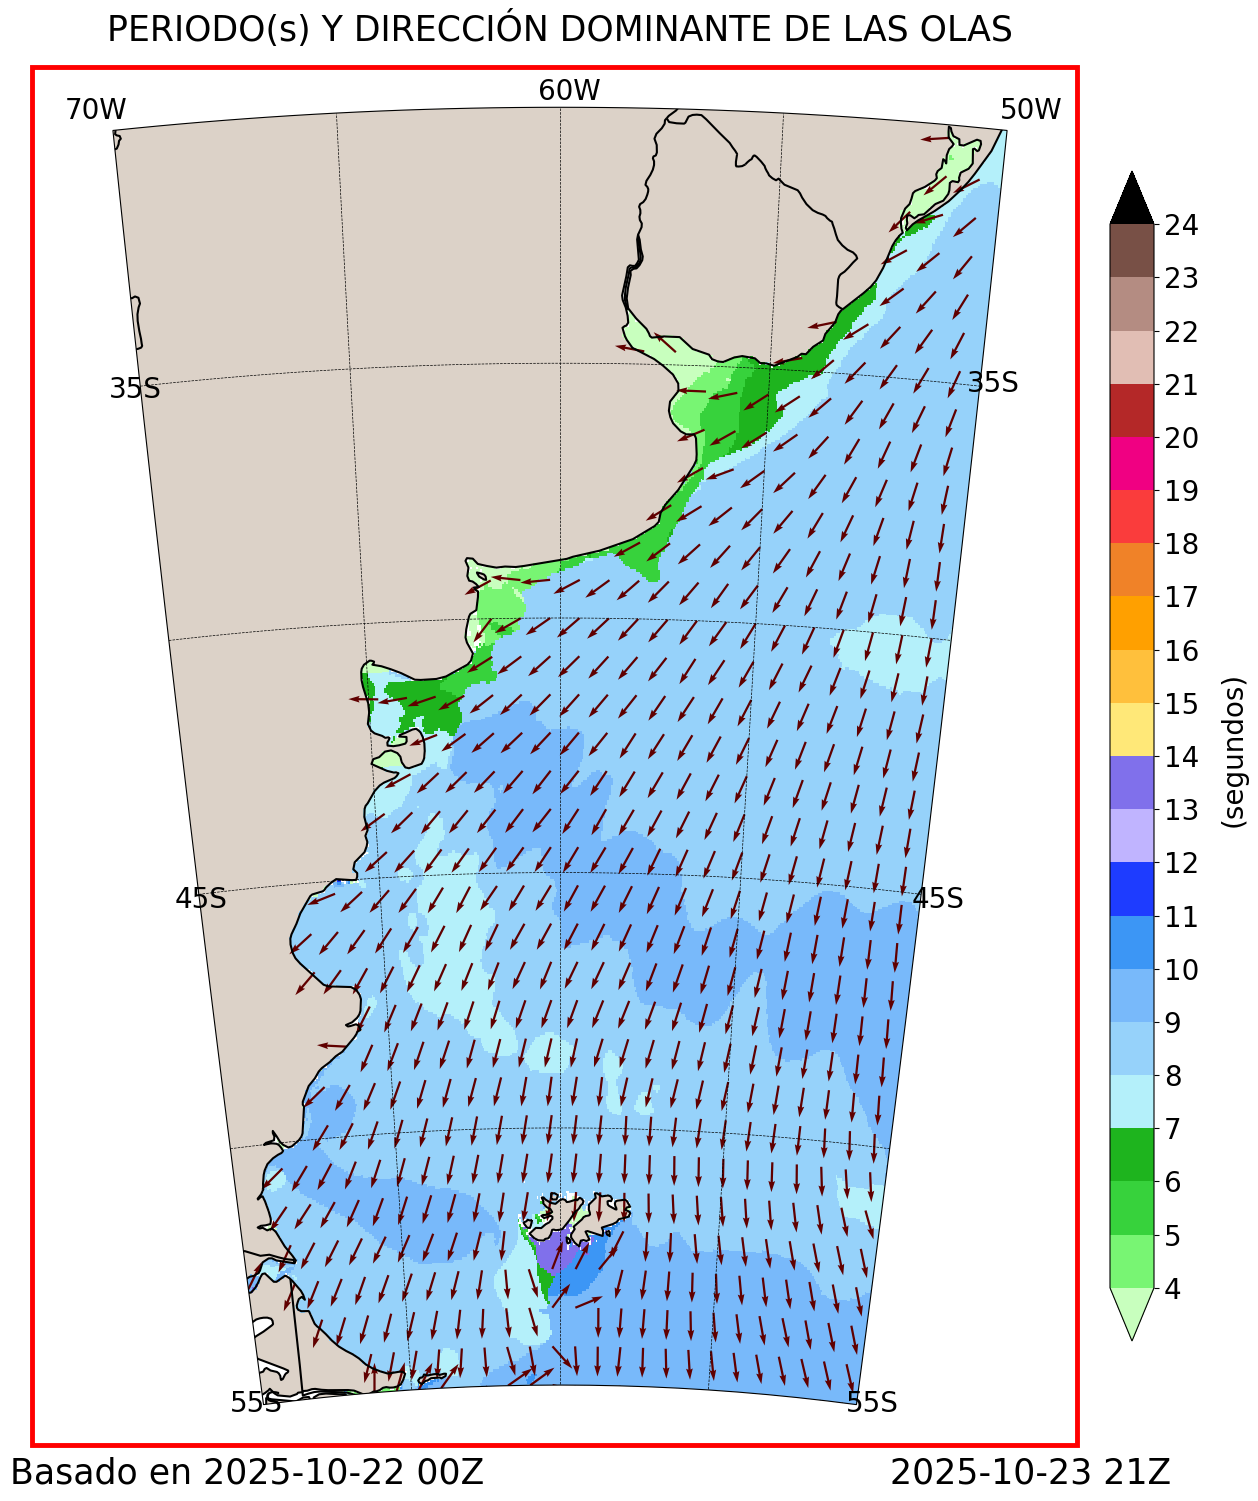 PERIODO(s) Y DIRECCIÓN DOMINANTE DE LAS OLAS
70W
60W
50W
35S
35S
45S
45S
55S
55S
24
23
22
21
20
19
18
17
16
15
14
13
12
11
10
9
8
7
6
5
4
(segundos)
Basado en 2025-10-22 00Z
2025-10-23 21Z